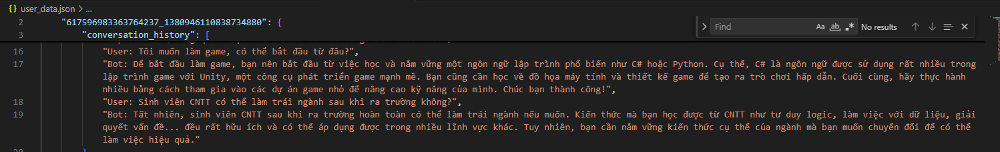 user_data.json > ...
2 "617596983363764237_1380946110838734880": {
3 "conversation_history": [
Find
Aa ab .*
No results
16 "User: Tôi muốn làm game, có thể bắt đầu từ đâu?",
17 "Bot: Để bắt đầu làm game, bạn nên bắt đầu từ việc học và nắm vững một ngôn ngữ lập trình phổ biến như C# hoặc Python. Cụ thể, C# là ngôn ngữ được sử dụng rất nhiều trong
lập trình game với Unity, một công cụ phát triển game mạnh mẽ. Bạn cũng cần học về đồ họa máy tính và thiết kế game để tạo ra trò chơi hấp dẫn. Cuối cùng, hãy thực hành
nhiều bằng cách tham gia vào các dự án game nhỏ để nâng cao kỹ năng của mình. Chúc bạn thành công!",
18 "User: Sinh viên CNTT có thể làm trái ngành sau khi ra trường không?",
19 "Bot: Tất nhiên, sinh viên CNTT sau khi ra trường hoàn toàn có thể làm trái ngành nếu muốn. Kiến thức mà bạn học được từ CNTT như tư duy logic, làm việc với dữ liệu, giải
quyết vấn đề... đều rất hữu ích và có thể áp dụng được trong nhiều lĩnh vực khác. Tuy nhiên, bạn cần nắm vững kiến thức cụ thể của ngành mà bạn muốn chuyển đổi để có thể
làm việc hiệu quả."